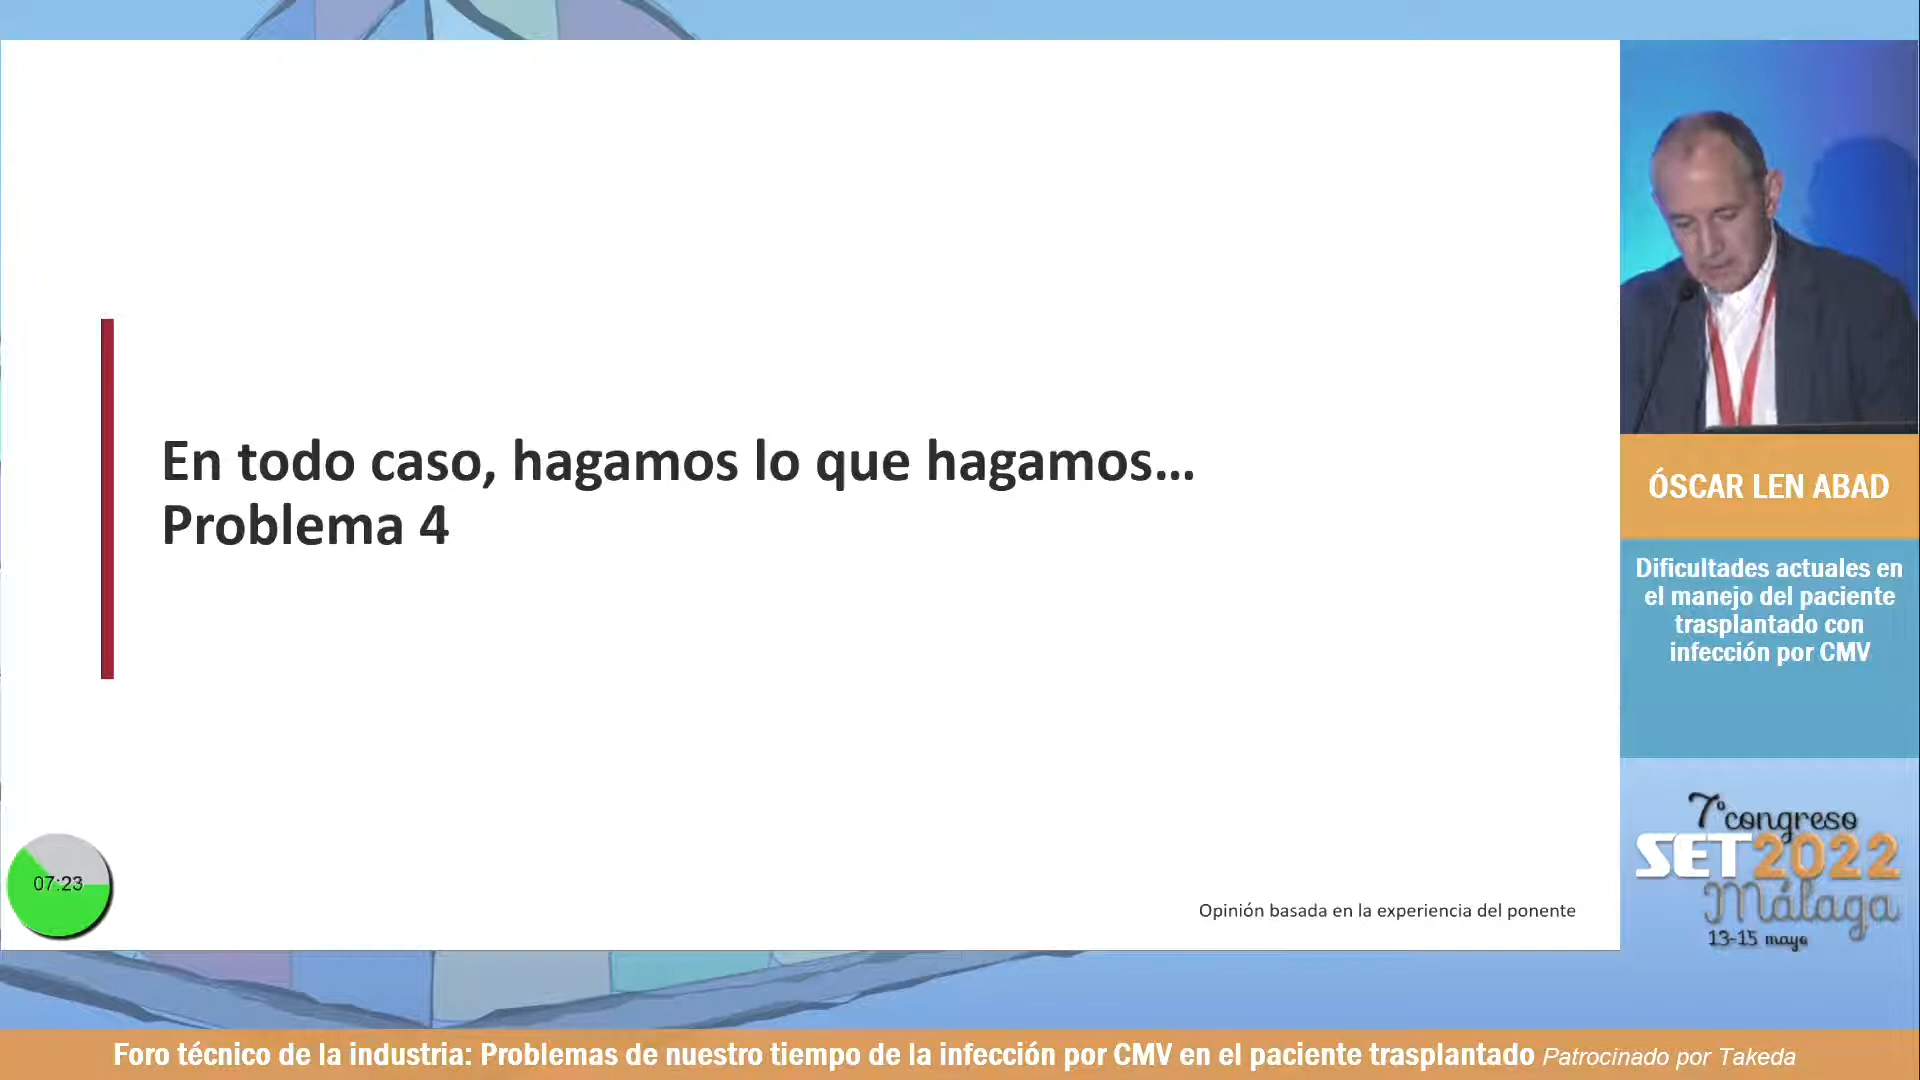 En todo caso, hagamos lo que hagamos...
Problema 4
07:23
Opinión basada en la experiencia del ponente
ÓSCAR LEN ABAD
Dificultades actuales en
el manejo del paciente
trasplantado con
infección por CMV
7º congreso
SET2022
Málaga
13-15 mayo
Foro técnico de la industria: Problemas de nuestro tiempo de la infección por CMV en el paciente trasplantado Patrocinado por Takeda